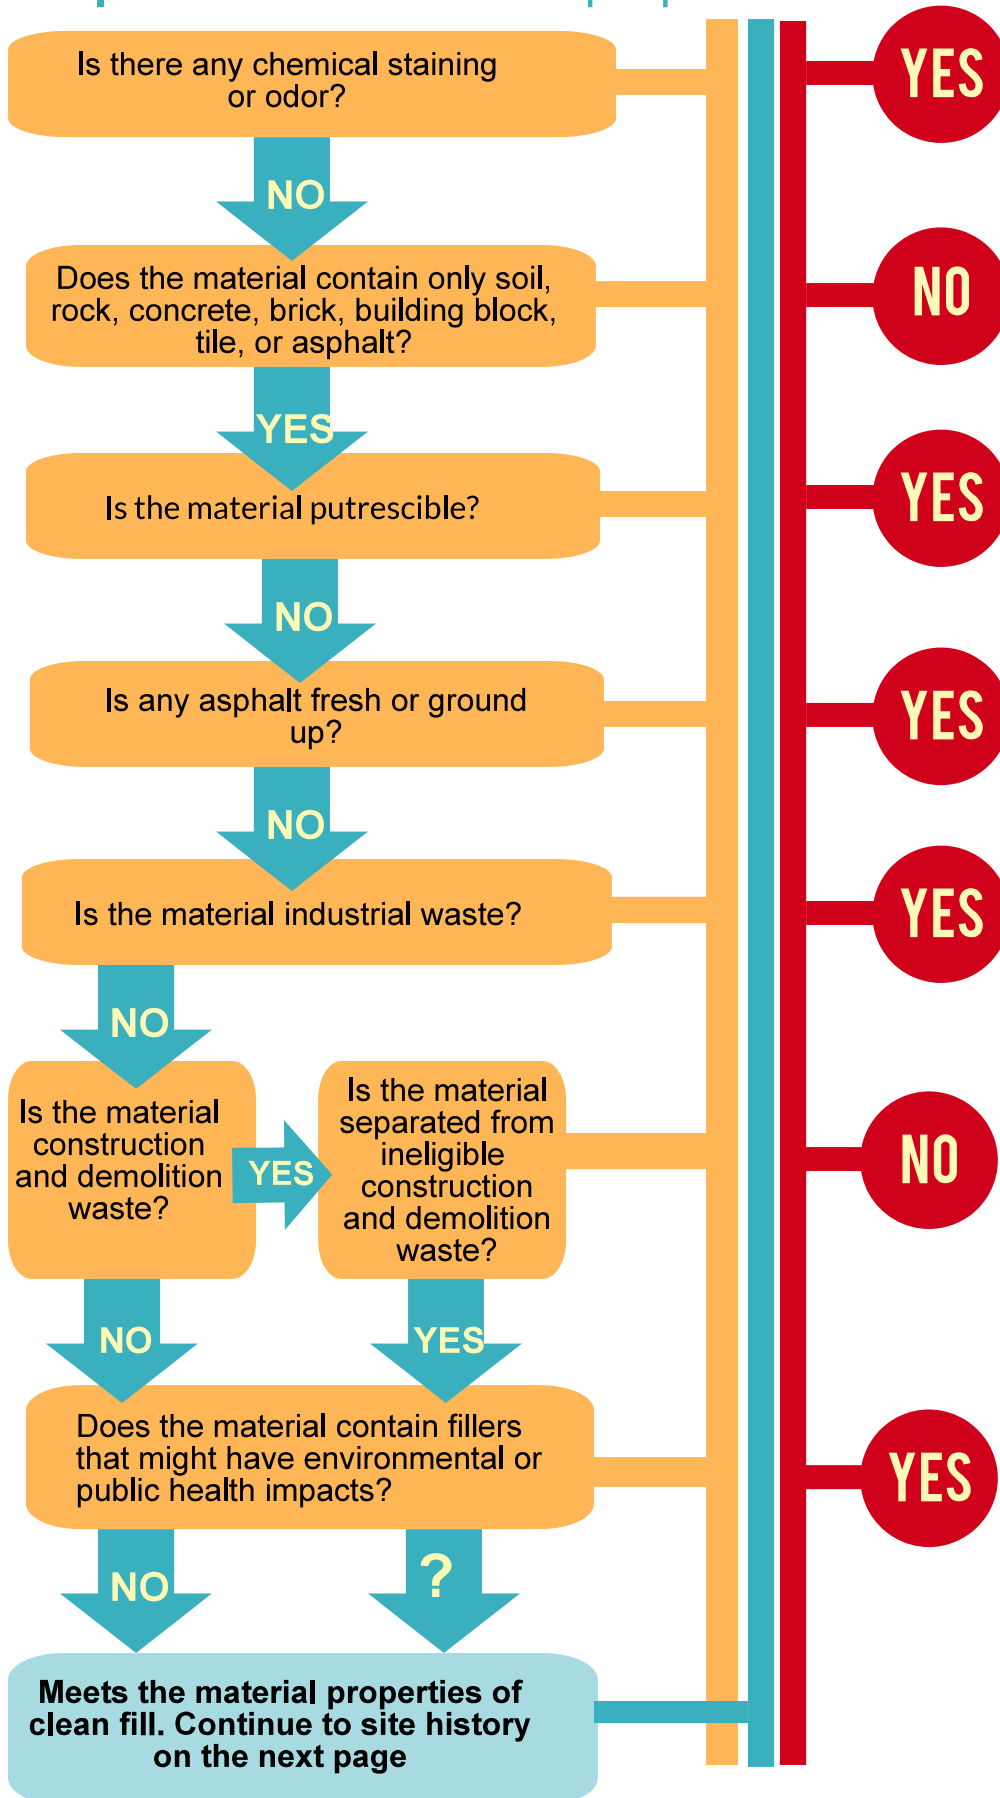 Is there any chemical staining
or odor?
YES
NO
Does the material contain only soil,
rock, concrete, brick, building block,
tile, or asphalt?
NO
YES
Is the material putrescible?
YES
NO
Is any asphalt fresh or ground
up?
YES
NO
Is the material industrial waste?
YES
NO
Is the material
construction
and demolition
waste?
YES
Is the material
separated from
ineligible
construction
and demolition
waste?
NO
NO
YES
Does the material contain fillers
that might have environmental or
public health impacts?
YES
NO
?
Meets the material properties of
clean fill. Continue to site history
on the next page